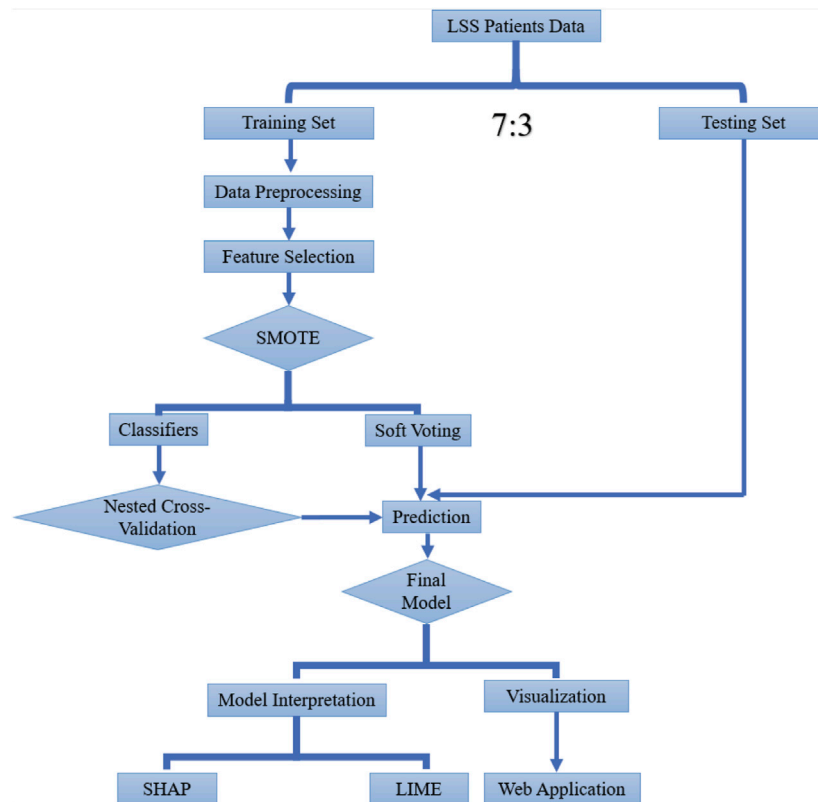 LSS Patients Data
Training Set
7:3
Testing Set
Data Preprocessing
Feature Selection
SMOTE
Classifiers
Soft Voting
Nested Cross-
Validation
Prediction
Final
Model
Model Interpretation
Visualization
SHAP
LIME
Web Application